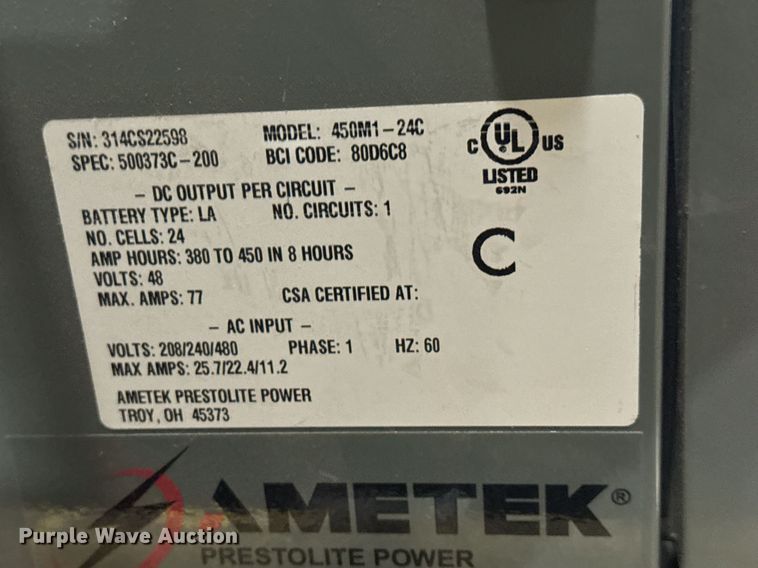 S/N: 314CS22598 MODEL: 450M1-24C
SPEC: 500373C-200 BCI CODE: 80D6C8
C UL US
LISTED
692N
- DC OUTPUT PER CIRCUIT -
BATTERY TYPE: LA NO. CIRCUITS: 1
NO. CELLS: 24
AMP HOURS: 380 TO 450 IN 8 HOURS
VOLTS: 48
MAX. AMPS: 77 CSA CERTIFIED AT:
C
- AC INPUT -
VOLTS: 208/240/480 PHASE: 1 HZ: 60
MAX AMPS: 25.7/22.4/11.2
AMETEK PRESTOLITE POWER
TROY, OH 45373
AMETEK®
PRESTOLITE POWER
Purple Wave Auction